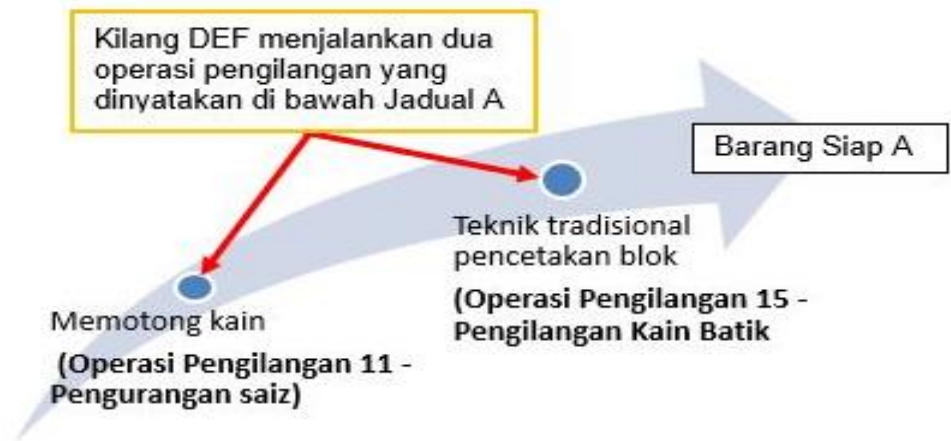 Kilang DEF menjalankan dua
operasi pengilangan yang
dinyatakan di bawah Jadual A
Barang Siap A
Teknik tradisional
pencetakan blok
(Operasi Pengilangan 15 -
Pengilangan Kain Batik
Memotong kain
(Operasi Pengilangan 11 -
Pengurangan saiz)